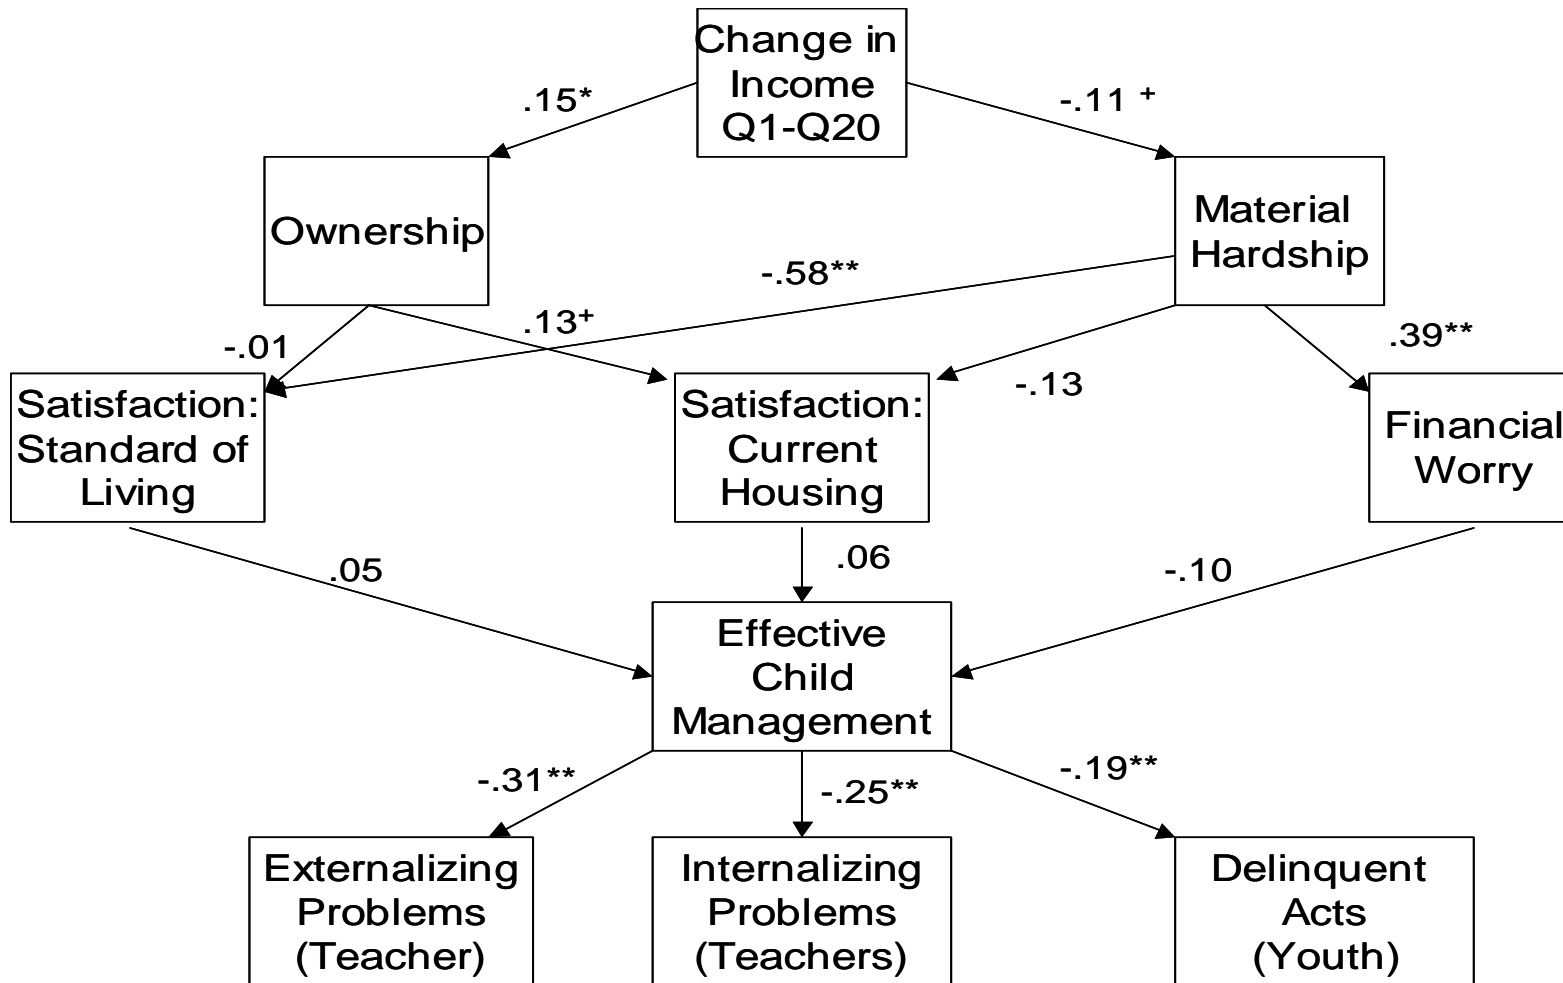 Change in
Income
Q1-Q20
.15*
-.11 +
Ownership
Material
Hardship
-.58**
.13+
-.01
.39**
-.13
Satisfaction:
Standard of
Living
Satisfaction:
Current
Housing
Financial
Worry
.05
.06
-.10
Effective
Child
Management
-.31**
-.25**
-.19**
Externalizing
Problems
(Teacher)
Internalizing
Problems
(Teachers)
Delinquent
Acts
(Youth)